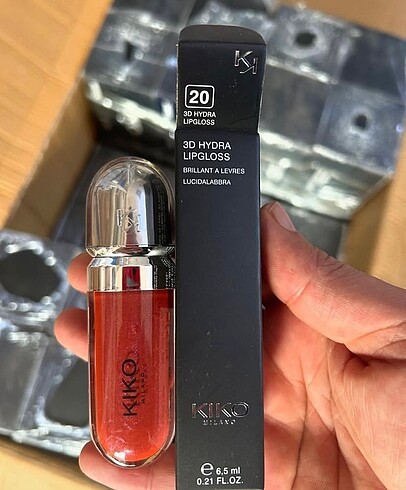 20
3D HYDRA
LIPGLOSS
3D HYDRA
LIPGLOSS
BRILLANT A LEVRES
LUCIDALABBRA
KIKO
MILANO
e 6,5 ml
0.21 FL.OZ.
KIKO
MILANO